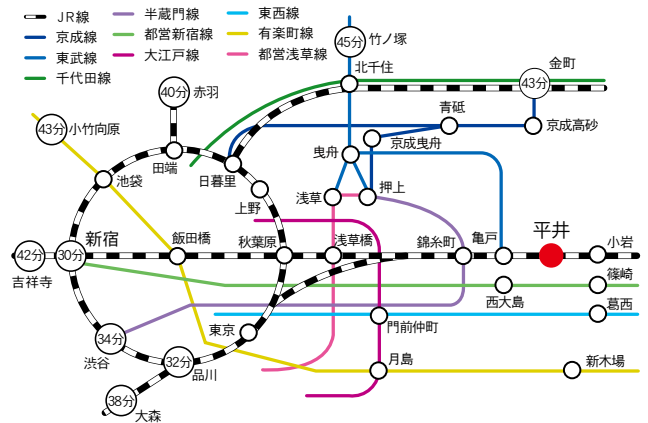 JR線 半蔵門線 東西線
京成線 都営新宿線 有楽町線
東武線 大江戸線 都営浅草線
千代田線
45分 竹ノ塚
北千住
金町
43分
40分 赤羽
青砥
43分 小竹向原
京成高砂
京成曳舟
曳舟
田端
日暮里
池袋
押上
浅草
上野
平井
新宿
飯田橋
秋葉原
浅草橋
錦糸町
亀戸
小岩
42分
30分
吉祥寺
篠崎
西大島
葛西
東京
門前仲町
34分
渋谷
32分
品川
月島
新木場
38分
大森